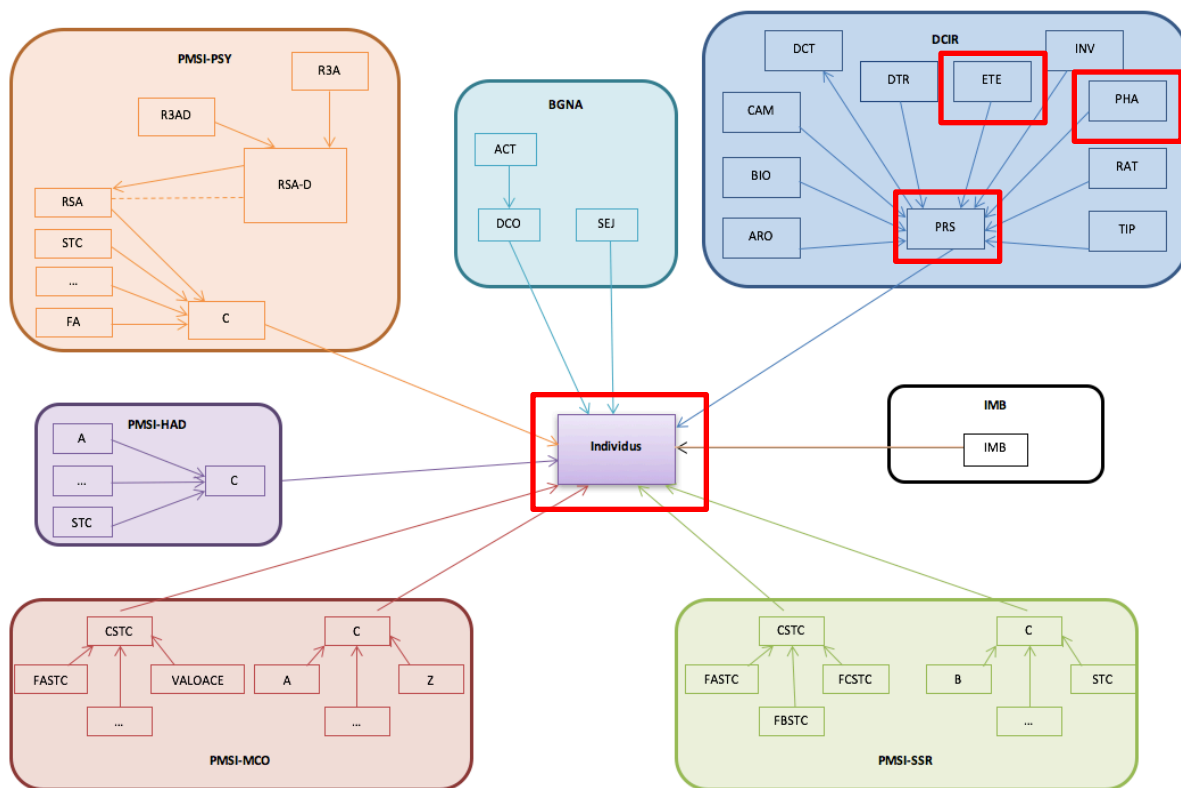 PMSI-PSY
R3A
R3AD
RSA-D
RSA
STC
...
FA
C
BGNA
ACT
DCO
SEJ
DCIR
DCT
INV
DTR
ETE
PHA
CAM
BIO
RAT
ARO
PRS
TIP
PMSI-HAD
A
...
STC
C
Individus
IMB
IMB
CSTC
C
FASTC
VALOACE
A
Z
...
...
PMSI-MCO
CSTC
C
FASTC
FCSTC
B
STC
FBSTC
...
PMSI-SSR